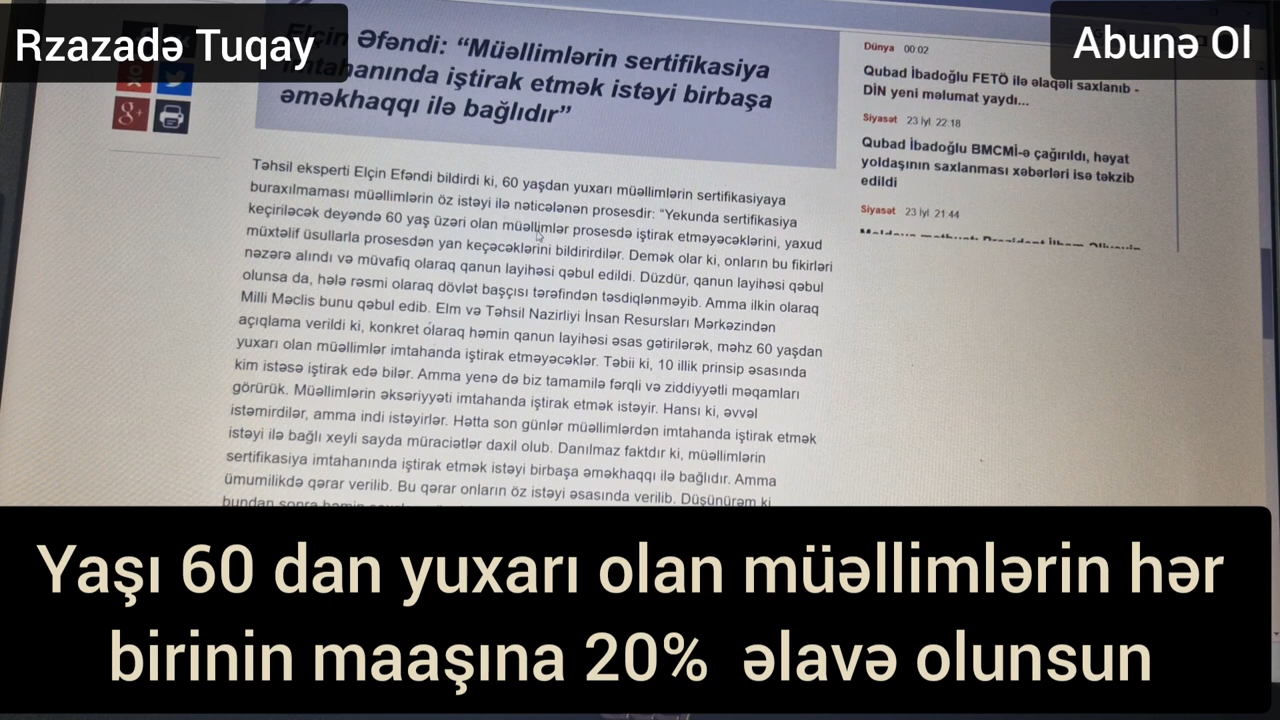 Rzazadə Tuqay
Abunə Ol
Əfəndi: “Müəllimlərin sertifikasiya
imtahanında iştirak etmək istəyi birbaşa
əməkhaqqı ilə bağlıdır”
Təhsil eksperti Elçin Efəndi bildirdi ki, 60 yaşdan yuxarı müəllimlərin sertifikasiyaya
buraxılmaması müəllimlərin öz istəyi ilə nəticələnən prosesdir: “Yekunda sertifikasiya
keçiriləcək deyəndə 60 yaş üzəri olan müəllimlər prosesdə iştirak etməyəcəklərini, yaxud
müxtəlif üsullarla prosesdən yan keçəcəklərini bildirirdilər. Demək olar ki, onların bu fikirləri
nəzərə alındı və müvafiq olaraq qanun layihəsi qəbul edildi. Düzdür, qanun layihəsi qəbul
olunsa da, hələ rəsmi olaraq dövlət başçısı tərəfindən təsdiqlənməyib. Amma ilkin olaraq
Milli Məclis bunu qəbul edib. Elm və Təhsil Nazirliyi İnsan Resursları Mərkəzindən
açıqlama verildi ki, konkret olaraq həmin qanun layihəsi əsas gətirilərək, məhz 60 yaşdan
yuxarı olan müəllimlər imtahanda iştirak etməyəcəklər. Təbii ki, 10 illik prinsip əsasında
kim istəsə iştirak edə bilər. Amma yenə də biz tamamilə fərqli və ziddiyyətli məqamları
görürük. Müəllimlərin əksəriyyəti imtahanda iştirak etmək istəyir. Hansı ki, əvvəl
istəmirdilər, amma indi istəyirlər. Hətta son günlər müəllimlərdən imtahanda iştirak etmək
istəyi ilə bağlı xeyli sayda müraciətlər daxil olub. Danılmaz faktdır ki, müəllimlərin
sertifikasiya imtahanında iştirak etmək istəyi birbaşa əməkhaqqı ilə bağlıdır. Amma
ümumilikdə qərar verilib. Bu qərar onların öz istəyi əsasında verilib. Düşünürəm ki
bundan sonra həmin
Dünya 00:02
Qubad İbadoğlu FETÖ ilə əlaqəli saxlanıb -
DİN yeni məlumat yaydı...
Siyasət 23 İyl. 22:18
Qubad İbadoğlu BMCMİ-ə çağırıldı, həyat
yoldaşının saxlanması xəbərləri isə təkzib
edildi
Siyasət 23 İyl. 21:44
Yaşı 60 dan yuxarı olan müəllimlərin hər
birinin maaşına 20% əlavə olunsun